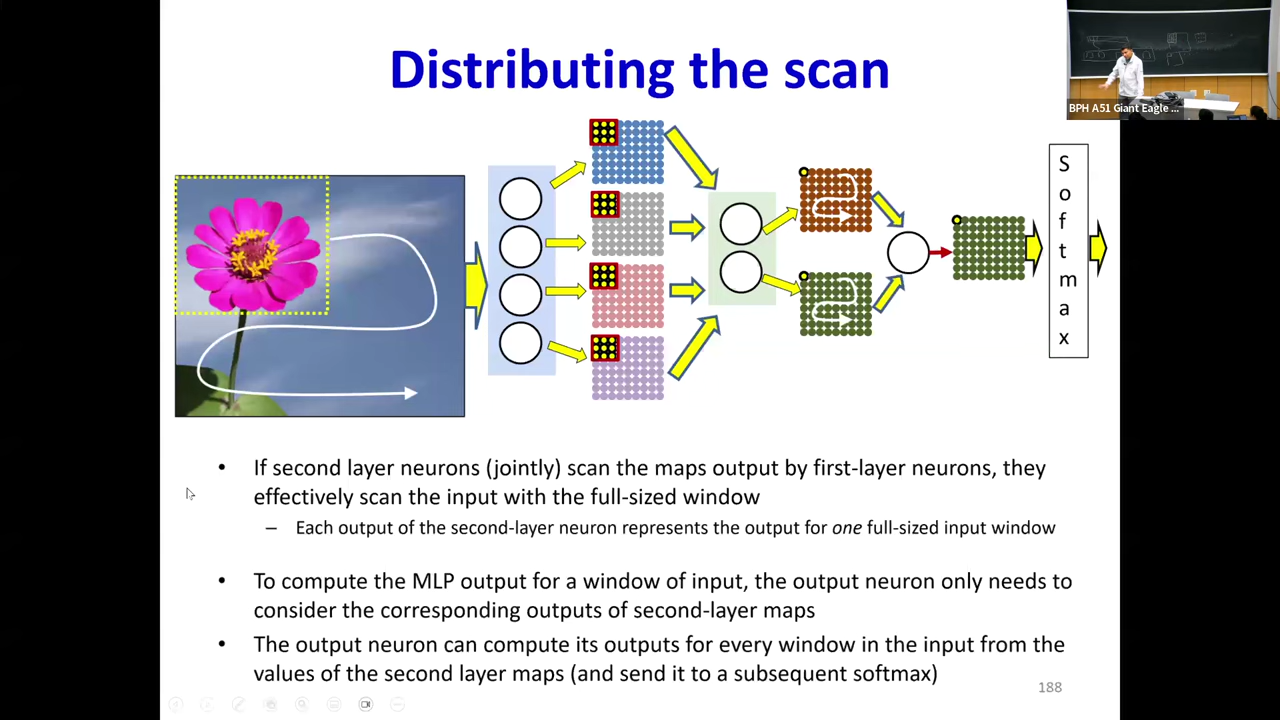 Distributing the scan
BPH A51 Giant Eagle ...
S
o
f
t
m
a
x
• If second layer neurons (jointly) scan the maps output by first-layer neurons, they
effectively scan the input with the full-sized window
– Each output of the second-layer neuron represents the output for one full-sized input window
• To compute the MLP output for a window of input, the output neuron only needs to
consider the corresponding outputs of second-layer maps
• The output neuron can compute its outputs for every window in the input from the
values of the second layer maps (and send it to a subsequent softmax)
188